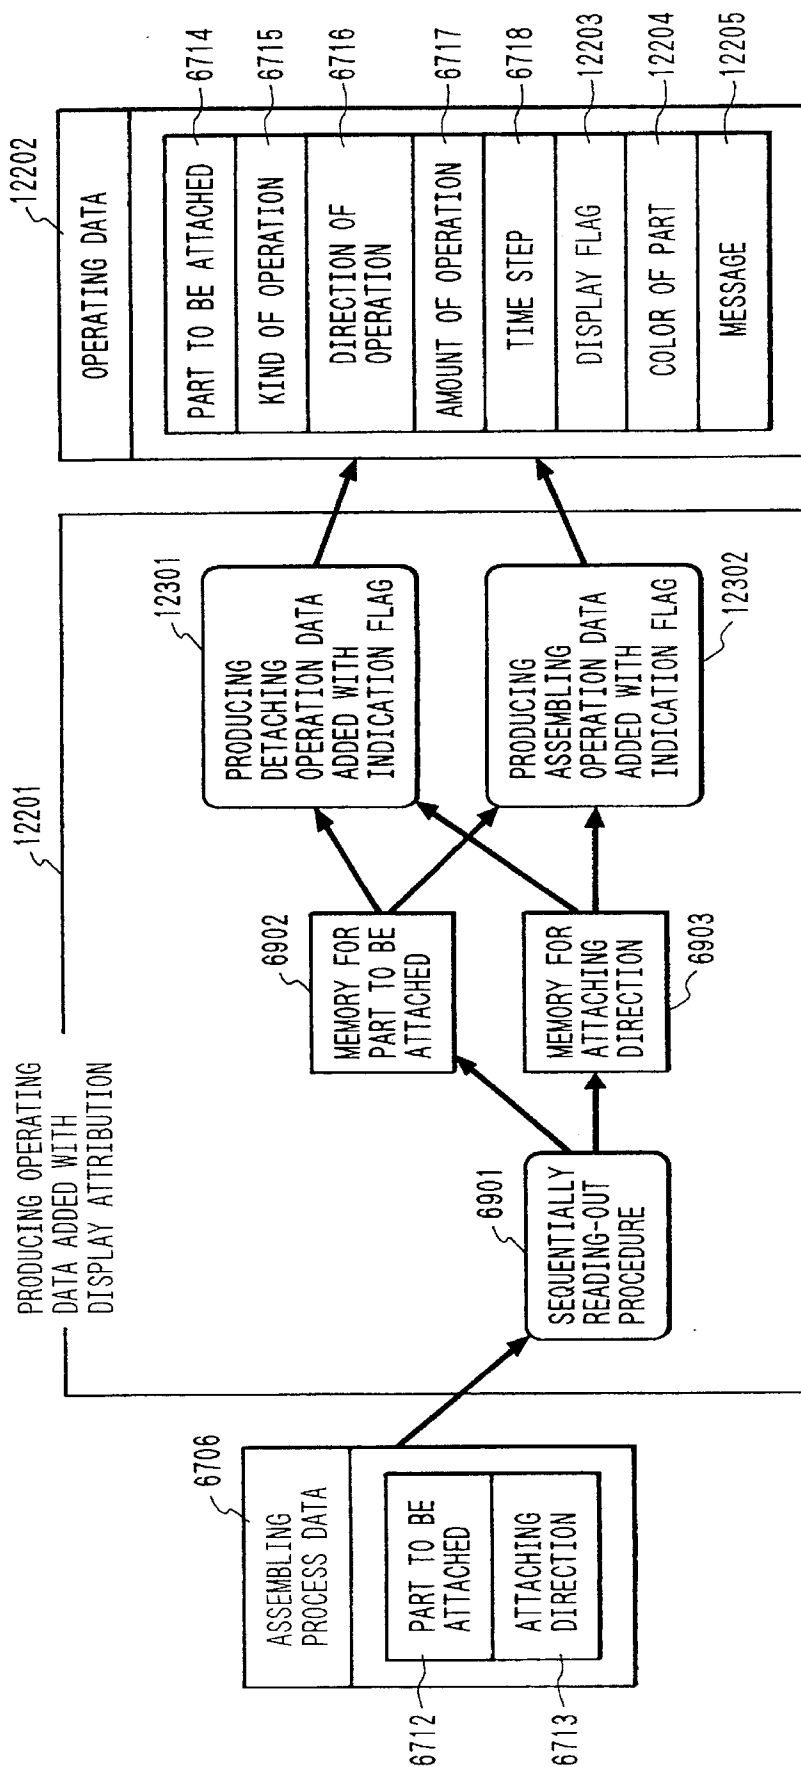 PRODUCING OPERATING
DATA ADDED WITH
DISPLAY ATTRIBUTION
12201
6706
ASSEMBLING
PROCESS DATA
PART TO BE
ATTACHED
ATTACHING
DIRECTION
6712
6713
6901
SEQUENTIALLY
READING-OUT
PROCEDURE
6902
MEMORY FOR
PART TO BE
ATTACHED
MEMORY FOR
ATTACHING
DIRECTION
6903
12301
PRODUCING
DETACHING
OPERATION DATA
ADDED WITH
INDICATION FLAG
PRODUCING
ASSEMBLING
OPERATION DATA
ADDED WITH
INDICATION FLAG
12302
12202
OPERATING DATA
PART TO BE ATTACHED
6714
KIND OF OPERATION
6715
DIRECTION OF
OPERATION
6716
AMOUNT OF OPERATION
6717
TIME STEP
6718
DISPLAY FLAG
12203
COLOR OF PART
12204
MESSAGE
12205